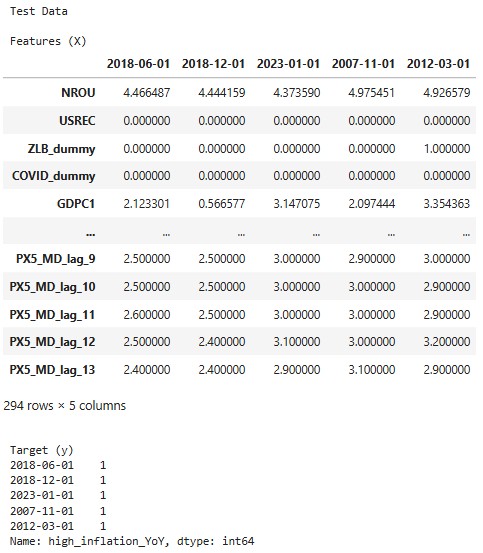 Test Data
Features (X)
2018-06-01 2018-12-01 2023-01-01 2007-11-01 2012-03-01
NROU 4.466487 4.444159 4.373590 4.975451 4.926579
USREC 0.000000 0.000000 0.000000 0.000000 0.000000
ZLB_dummy 0.000000 0.000000 0.000000 0.000000 1.000000
COVID_dummy 0.000000 0.000000 0.000000 0.000000 0.000000
GDPC1 2.123301 0.566577 3.147075 2.097444 3.354363
... ... ... ... ... ...
PX5_MD_lag_9 2.500000 2.500000 3.000000 2.900000 3.000000
PX5_MD_lag_10 2.500000 2.500000 3.000000 3.000000 2.900000
PX5_MD_lag_11 2.600000 2.500000 3.000000 3.000000 2.900000
PX5_MD_lag_12 2.500000 2.400000 3.100000 3.000000 3.200000
PX5_MD_lag_13 2.400000 2.400000 2.900000 3.100000 2.900000
294 rows × 5 columns
Target (y)
2018-06-01 1
2018-12-01 1
2023-01-01 1
2007-11-01 1
2012-03-01 1
Name: high_inflation_YoY, dtype: int64